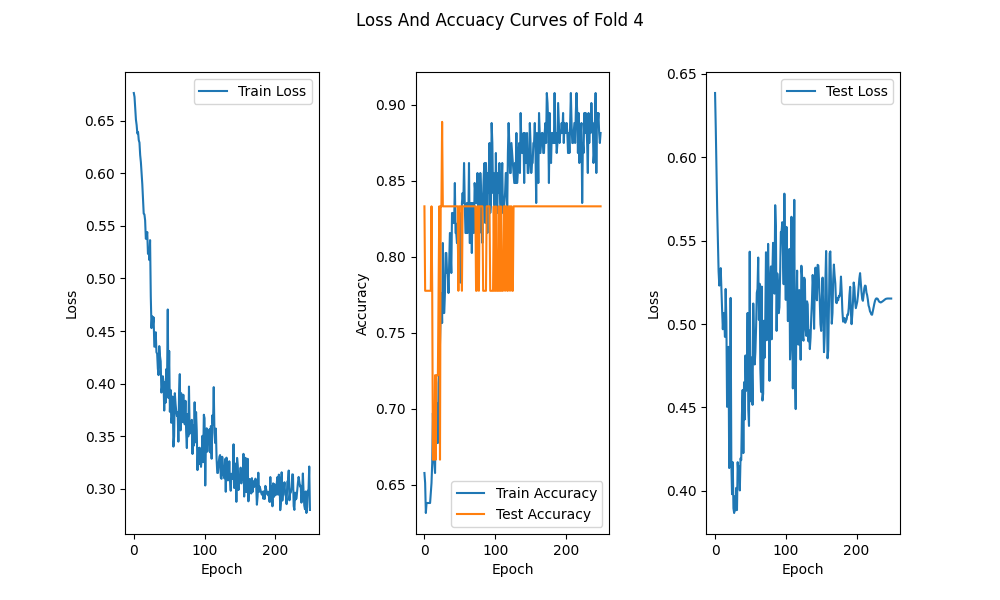 Loss And Accuacy Curves of Fold 4
Train Loss
0.65
0.60
0.55
0.50
0.45
0.40
0.35
0.30
Loss
0
100
200
Epoch
0.90
0.85
0.80
0.75
0.70
0.65
Accuracy
Train Accuracy
Test Accuracy
0
100
200
Epoch
Test Loss
0.65
0.60
0.55
0.50
0.45
0.40
Loss
0
100
200
Epoch